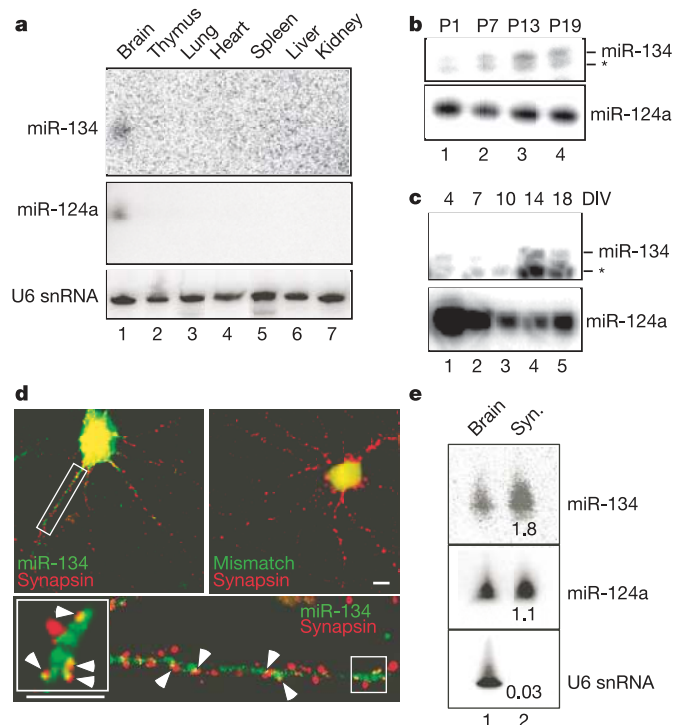 a
Brain Thymus Lung Heart Spleen Liver Kidney
miR-134
miR-124a
U6 snRNA
1 2 3 4 5 6 7
b
P1 P7 P13 P19
miR-134
*
miR-124a
1 2 3 4
c
4 7 10 14 18 DIV
miR-134
*
miR-124a
1 2 3 4 5
d
miR-134
Synapsin
Mismatch
Synapsin
miR-134
Synapsin
e
Brain Syn.
miR-134
1.8
miR-124a
1.1
U6 snRNA
0.03
1 2